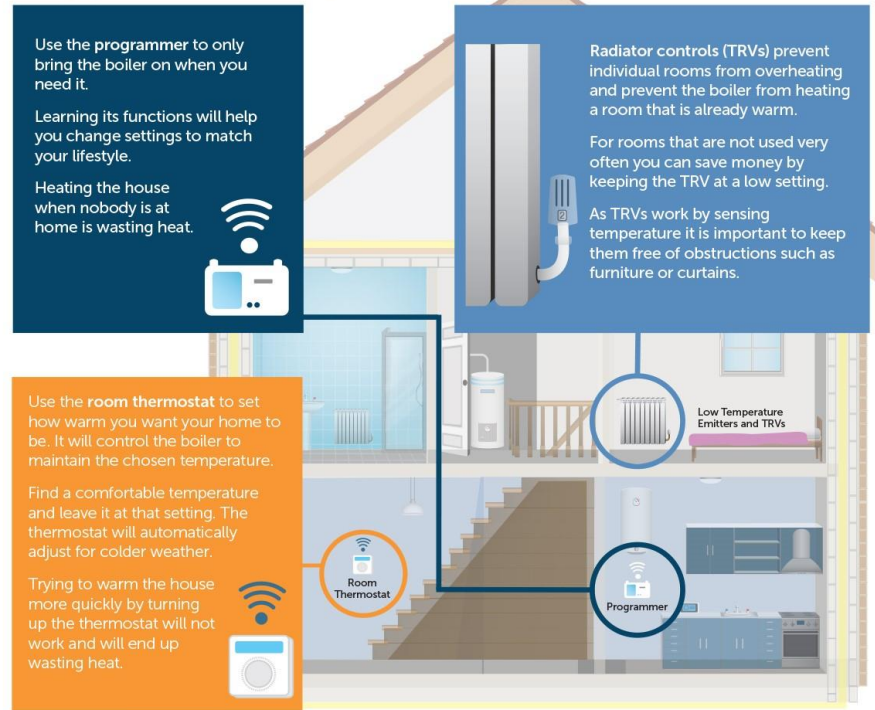 Use the programmer to only
bring the boiler on when you
need it.
Learning its functions will help
you change settings to match
your lifestyle.
Heating the house
when nobody is at
home is wasting heat.
Radiator controls (TRVs) prevent
individual rooms from overheating
and prevent the boiler from heating
a room that is already warm.
For rooms that are not used very
often you can save money by
keeping the TRV at a low setting.
As TRVs work by sensing
temperature it is important to keep
them free of obstructions such as
furniture or curtains.
2
Use the room thermostat to set
how warm you want your home to
be. It will control the boiler to
maintain the chosen temperature.
Find a comfortable temperature
and leave it at that setting. The
thermostat will automatically
adjust for colder weather.
Trying to warm the house
more quickly by turning
up the thermostat will not
work and will end up
wasting heat.
Low Temperature
Emitters and TRVs
Room
Thermostat
Programmer